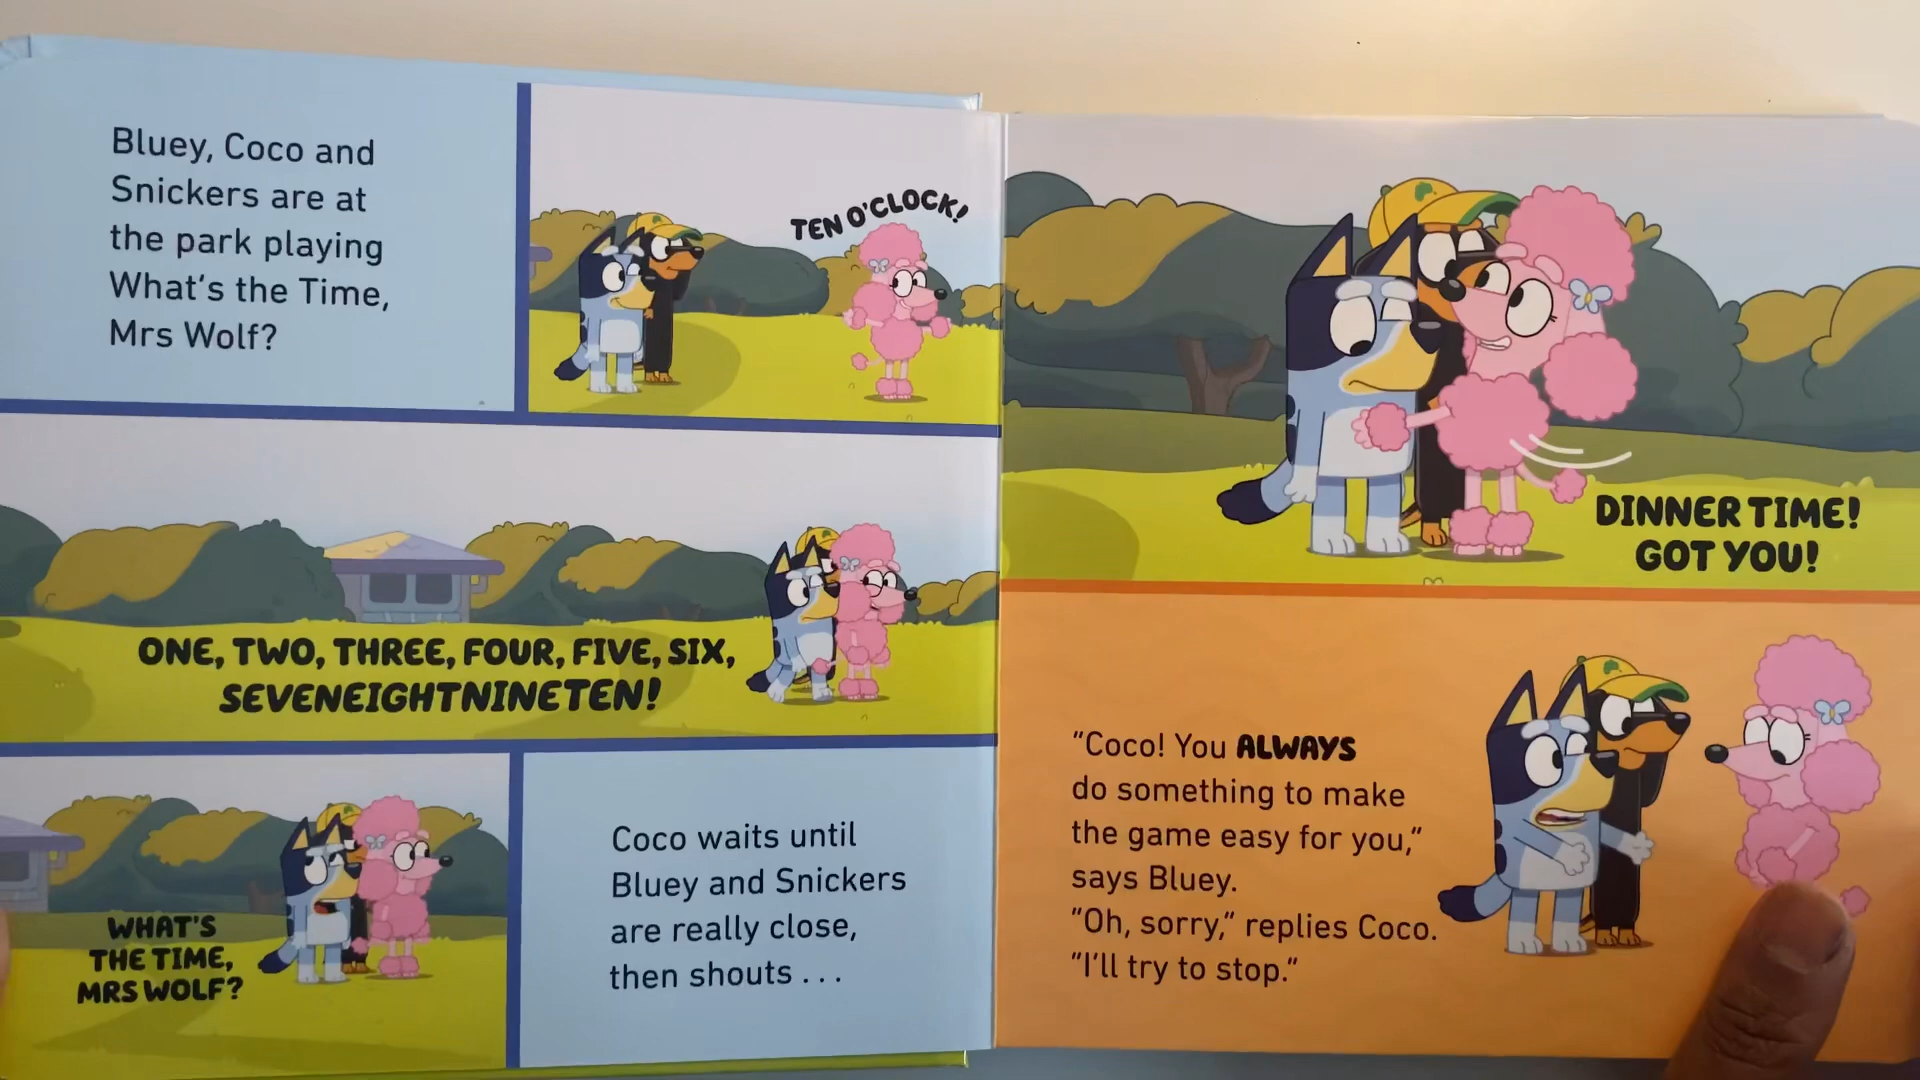 Bluey, Coco and
Snickers are at
the park playing
What's the Time,
Mrs Wolf?
TEN O'CLOCK!
ONE, TWO, THREE, FOUR, FIVE, SIX,
SEVENEIGHTNINETEN!
WHAT'S
THE TIME,
MRS WOLF?
Coco waits until
Bluey and Snickers
are really close,
then shouts . . .
DINNER TIME!
GOT YOU!
"Coco! You ALWAYS
do something to make
the game easy for you,"
says Bluey.
"Oh, sorry," replies Coco.
"I'll try to stop."